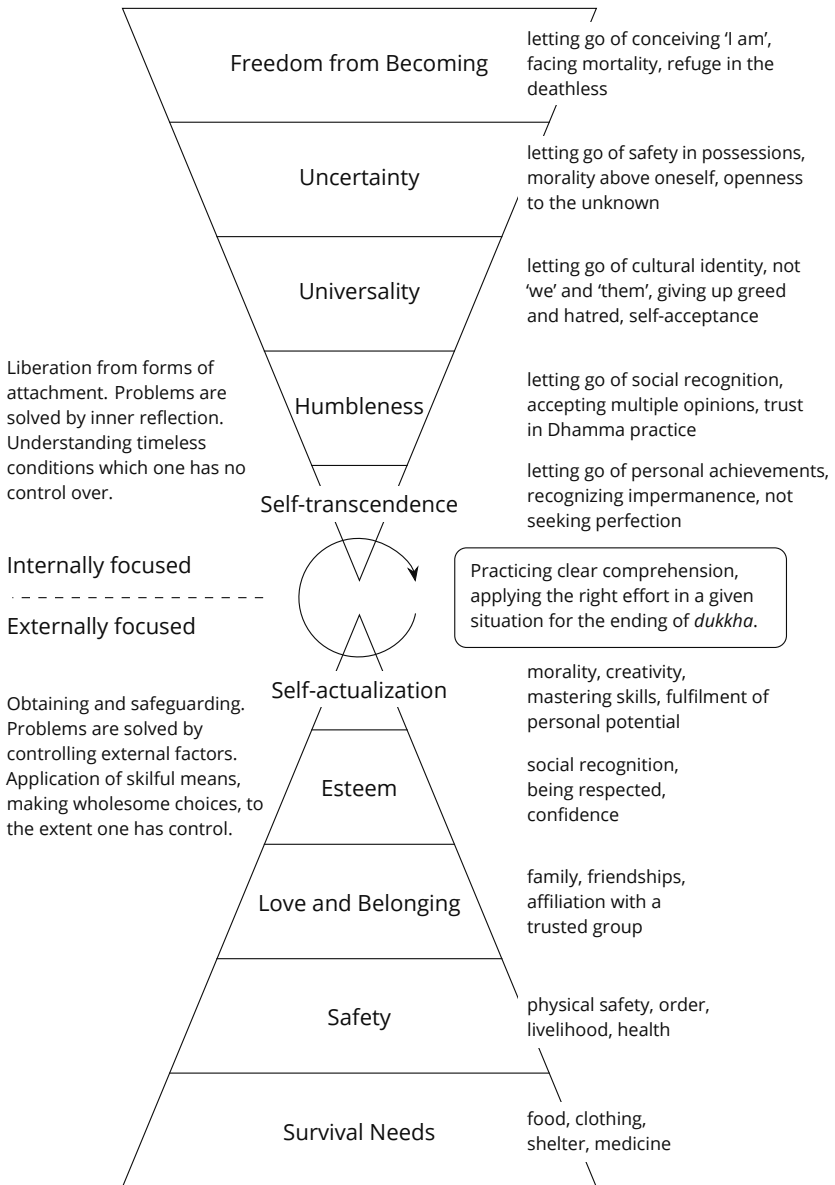 Freedom from Becoming
letting go of conceiving ‘I am’,
facing mortality, refuge in the
deathless
Uncertainty
letting go of safety in possessions,
morality above oneself, openness
to the unknown
Universality
letting go of cultural identity, not
‘we’ and ‘them’, giving up greed
and hatred, self-acceptance
Liberation from forms of
attachment. Problems are
solved by inner reflection.
Understanding timeless
conditions which one has no
control over.
Humbleness
letting go of social recognition,
accepting multiple opinions, trust
in Dhamma practice
Self-transcendence
letting go of personal achievements,
recognizing impermanence, not
seeking perfection
Internally focused
Externally focused
Practicing clear comprehension,
applying the right effort in a given
situation for the ending of dukkha.
Self-actualization
morality, creativity,
mastering skills, fulfilment of
personal potential
Obtaining and safeguarding.
Problems are solved by
controlling external factors.
Application of skilful means,
making wholesome choices, to
the extent one has control.
Esteem
social recognition,
being respected,
confidence
Love and Belonging
family, friendships,
affiliation with a
trusted group
Safety
physical safety, order,
livelihood, health
Survival Needs
food, clothing,
shelter, medicine